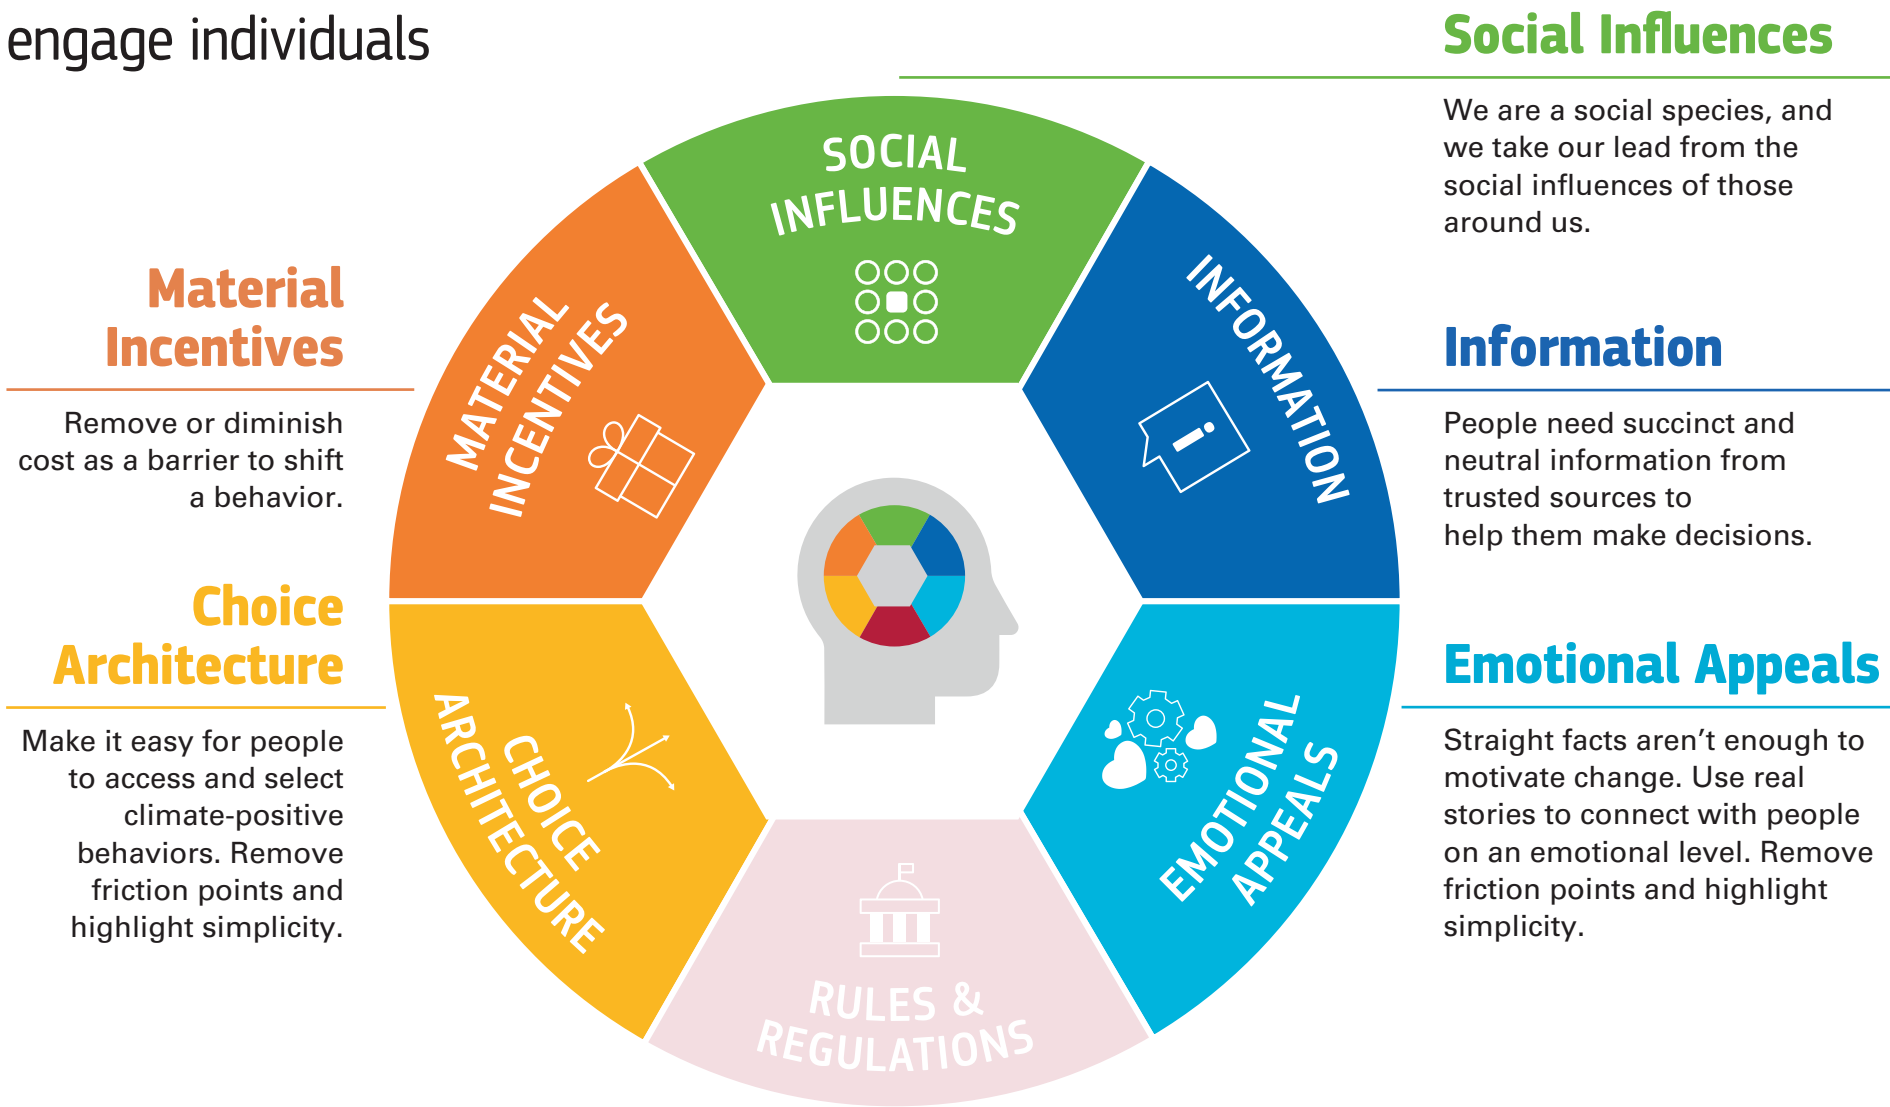 engage individuals
Social Influences
We are a social species, and
we take our lead from the
social influences of those
around us.
Information
People need succinct and
neutral information from
trusted sources to
help them make decisions.
Emotional Appeals
Straight facts aren’t enough to
motivate change. Use real
stories to connect with people
on an emotional level. Remove
friction points and highlight
simplicity.
Material
Incentives
Remove or diminish
cost as a barrier to shift
a behavior.
Choice
Architecture
Make it easy for people
to access and select
climate-positive
behaviors. Remove
friction points and
highlight simplicity.
SOCIAL
INFLUENCES
INFORMATION
i
EMOTIONAL
APPEALS
RULES &
REGULATIONS
CHOICE
ARCHITECTURE
MATERIAL
INCENTIVES